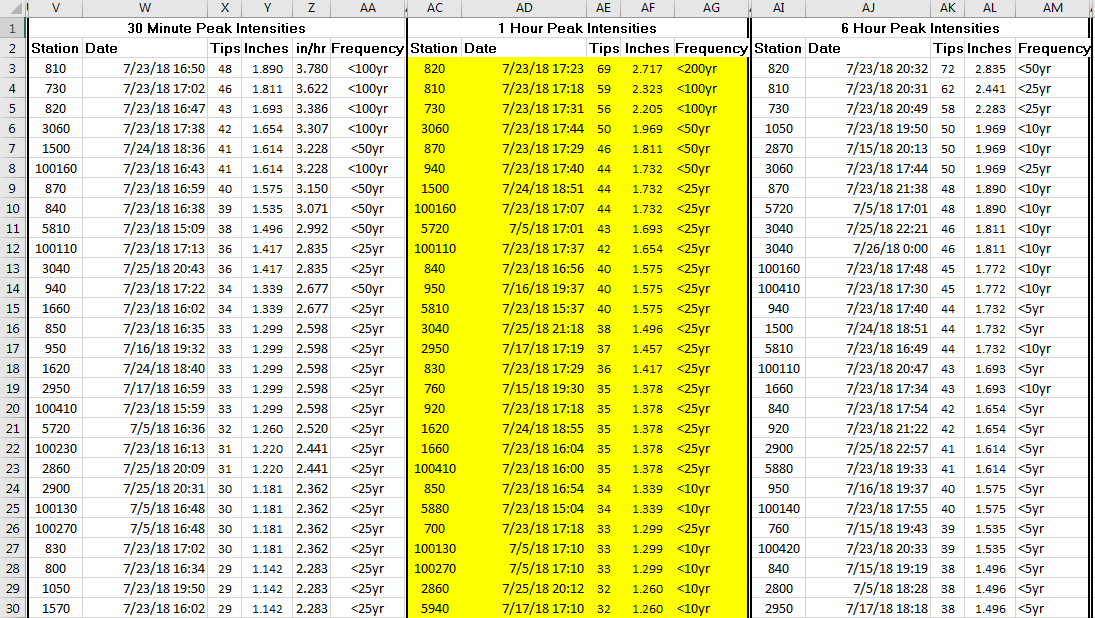 V W X Y Z AA AC AD AE AF AG AI AJ AK AL AM
1 30 Minute Peak Intensities 1 Hour Peak Intensities 6 Hour Peak Intensities
2 Station Date Tips Inches in/hr Frequency Station Date Tips Inches Frequency Station Date Tips Inches Frequency
3 810 7/23/18 16:50 48 1.890 3.780 <100yr 820 7/23/18 17:23 69 2.717 <200yr 820 7/23/18 20:32 72 2.835 <50yr
4 730 7/23/18 17:02 46 1.811 3.622 <100yr 810 7/23/18 17:18 59 2.323 <100yr 810 7/23/18 20:31 62 2.441 <25yr
5 820 7/23/18 16:47 43 1.693 3.386 <100yr 730 7/23/18 17:31 56 2.205 <100yr 730 7/23/18 20:49 58 2.283 <25yr
6 3060 7/23/18 17:38 42 1.654 3.307 <100yr 3060 7/23/18 17:44 50 1.969 <50yr 1050 7/23/18 19:50 50 1.969 <10yr
7 1500 7/24/18 18:36 41 1.614 3.228 <50yr 870 7/23/18 17:29 46 1.811 <50yr 2870 7/15/18 20:13 50 1.969 <10yr
8 100160 7/23/18 16:43 41 1.614 3.228 <100yr 940 7/23/18 17:40 44 1.732 <50yr 3060 7/23/18 17:44 50 1.969 <25yr
9 870 7/23/18 16:59 40 1.575 3.150 <50yr 1500 7/24/18 18:51 44 1.732 <25yr 870 7/23/18 21:38 48 1.890 <10yr
10 840 7/23/18 16:38 39 1.535 3.071 <50yr 100160 7/23/18 17:07 44 1.732 <25yr 5720 7/5/18 17:01 48 1.890 <10yr
11 5810 7/23/18 15:09 38 1.496 2.992 <50yr 5720 7/5/18 17:01 43 1.693 <25yr 3040 7/25/18 22:21 46 1.811 <10yr
12 100110 7/23/18 17:13 36 1.417 2.835 <25yr 100110 7/23/18 17:37 42 1.654 <25yr 3040 7/26/18 0:00 46 1.811 <10yr
13 3040 7/25/18 20:43 36 1.417 2.835 <25yr 840 7/23/18 16:56 40 1.575 <25yr 100160 7/23/18 17:48 45 1.772 <10yr
14 940 7/23/18 17:22 34 1.339 2.677 <50yr 950 7/16/18 19:37 40 1.575 <25yr 100410 7/23/18 17:30 45 1.772 <10yr
15 1660 7/23/18 16:02 34 1.339 2.677 <25yr 5810 7/23/18 15:37 40 1.575 <25yr 940 7/23/18 17:40 44 1.732 <5yr
16 850 7/23/18 16:35 33 1.299 2.598 <25yr 3040 7/25/18 21:18 38 1.496 <25yr 1500 7/24/18 18:51 44 1.732 <5yr
17 950 7/16/18 19:32 33 1.299 2.598 <25yr 2950 7/17/18 17:19 37 1.457 <25yr 5810 7/23/18 16:49 44 1.732 <10yr
18 1620 7/24/18 18:40 33 1.299 2.598 <25yr 830 7/23/18 17:29 36 1.417 <25yr 100110 7/23/18 20:47 43 1.693 <5yr
19 2950 7/17/18 16:59 33 1.299 2.598 <25yr 760 7/15/18 19:30 35 1.378 <25yr 1660 7/23/18 17:34 43 1.693 <10yr
20 100410 7/23/18 15:59 33 1.299 2.598 <25yr 920 7/23/18 17:18 35 1.378 <25yr 840 7/23/18 17:54 42 1.654 <5yr
21 5720 7/5/18 16:36 32 1.260 2.520 <25yr 1620 7/24/18 18:55 35 1.378 <25yr 920 7/23/18 21:22 42 1.654 <5yr
22 100230 7/23/18 16:13 31 1.220 2.441 <25yr 1660 7/23/18 16:04 35 1.378 <25yr 2900 7/25/18 22:57 41 1.614 <5yr
23 2860 7/25/18 20:09 31 1.220 2.441 <25yr 100410 7/23/18 16:00 35 1.378 <25yr 5880 7/23/18 19:33 41 1.614 <5yr
24 2900 7/25/18 20:31 30 1.181 2.362 <25yr 850 7/23/18 16:54 34 1.339 <10yr 950 7/16/18 19:37 40 1.575 <5yr
25 100130 7/5/18 16:48 30 1.181 2.362 <25yr 5880 7/23/18 15:04 34 1.339 <10yr 100140 7/23/18 17:55 40 1.575 <5yr
26 100270 7/5/18 16:48 30 1.181 2.362 <25yr 700 7/23/18 17:18 33 1.299 <25yr 760 7/15/18 19:43 39 1.535 <5yr
27 830 7/23/18 17:02 30 1.181 2.362 <25yr 100130 7/5/18 17:10 33 1.299 <10yr 100420 7/23/18 20:33 39 1.535 <5yr
28 800 7/23/18 16:34 29 1.142 2.283 <25yr 100270 7/5/18 17:10 33 1.299 <10yr 840 7/15/18 19:19 38 1.496 <5yr
29 1050 7/23/18 19:50 29 1.142 2.283 <25yr 2860 7/25/18 20:12 32 1.260 <10yr 2800 7/5/18 18:28 38 1.496 <5yr
30 1570 7/23/18 16:02 29 1.142 2.283 <25yr 5940 7/17/18 17:10 32 1.260 <10yr 2950 7/17/18 18:18 38 1.496 <5yr